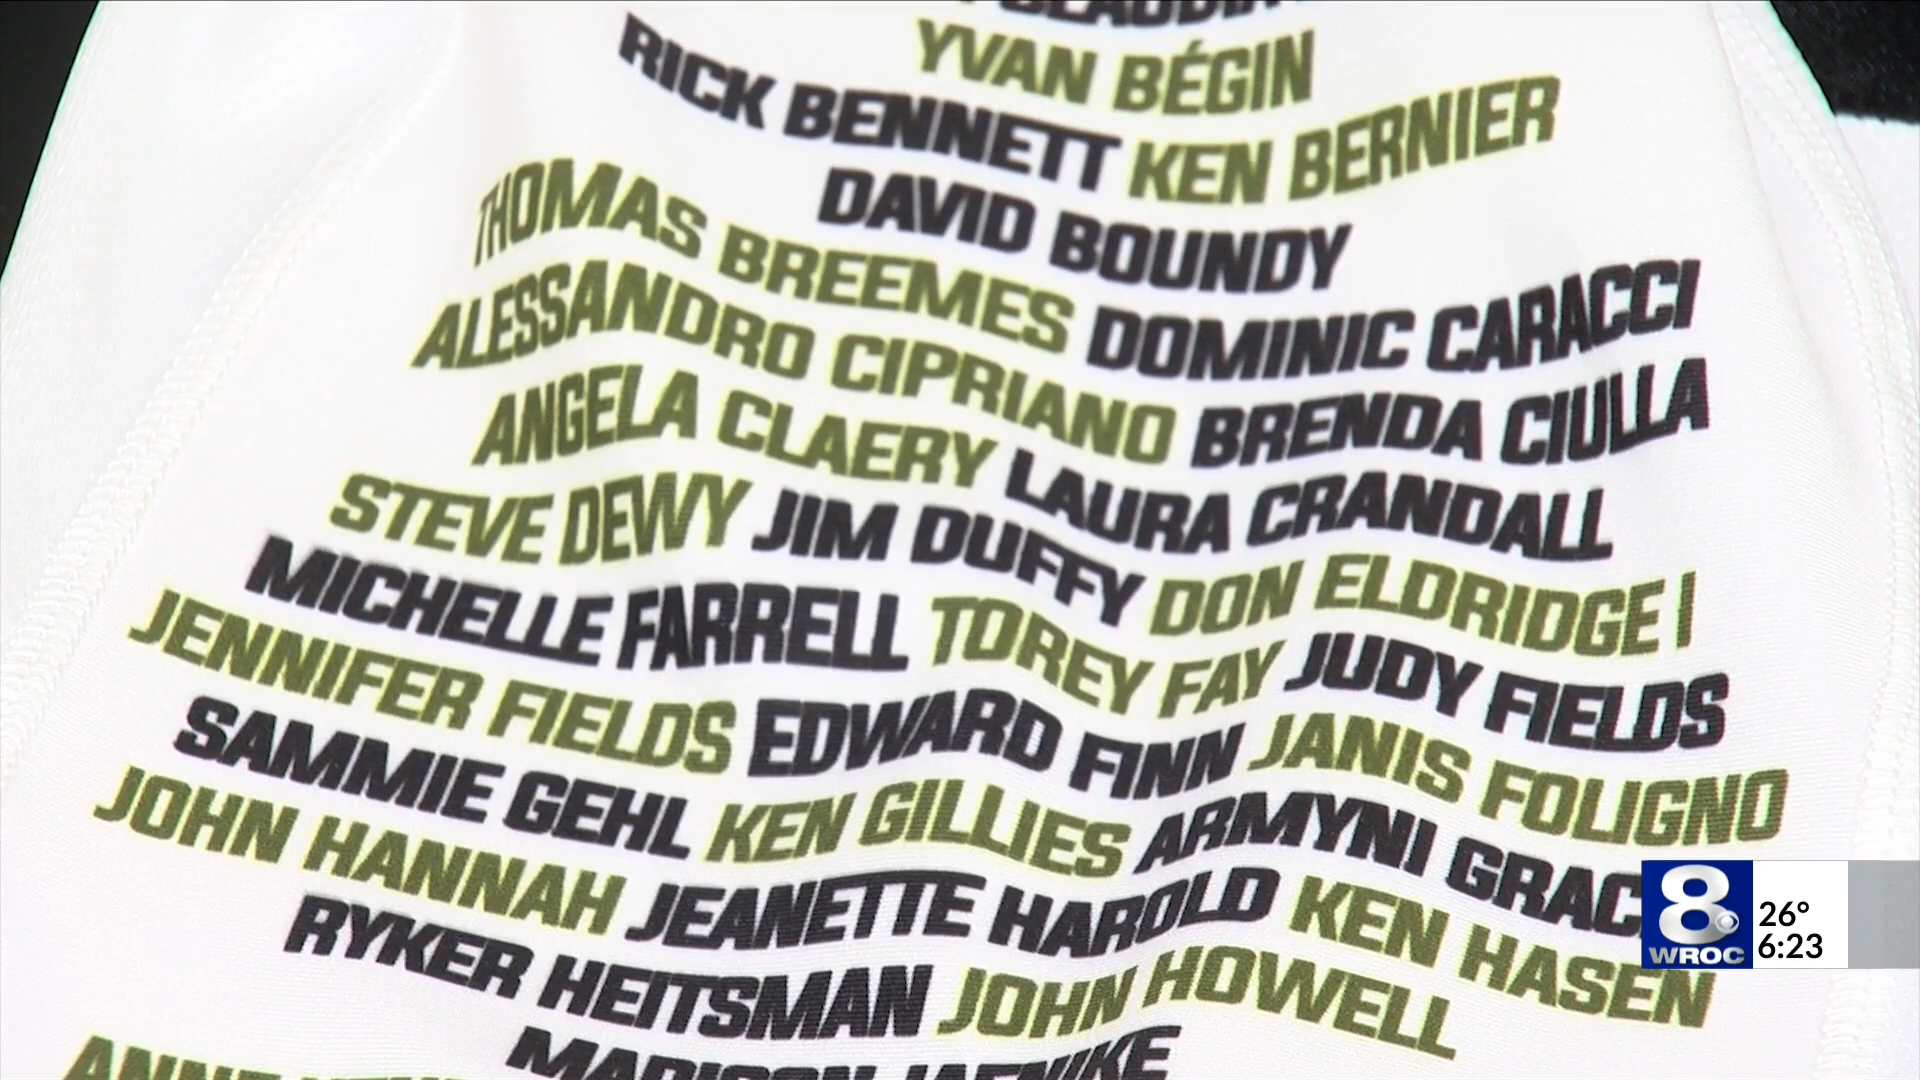 YVAN BÉGIN
RICK BENNETT KEN BERNIER
DAVID BOUNDY
THOMAS BREEMES DOMINIC CARACCI
ALESSANDRO CIPRIANO BRENDA CIULLA
ANGELA CLAERY LAURA CRANDALL
STEVE DEWY JIM DUFFY DON ELDRIDGE I
MICHELLE FARRELL TOREY FAY JUDY FIELDS
JENNIFER FIELDS EDWARD FINN JANIS FOLIGNO
SAMMIE GEHL KEN GILLIES ARMYNI GRAC
JOHN HANNAH JEANETTE HAROLD KEN HASEN
RYKER HEITSMAN JOHN HOWELL
MADISON JAENIKE
8
WROC
26°
6:23